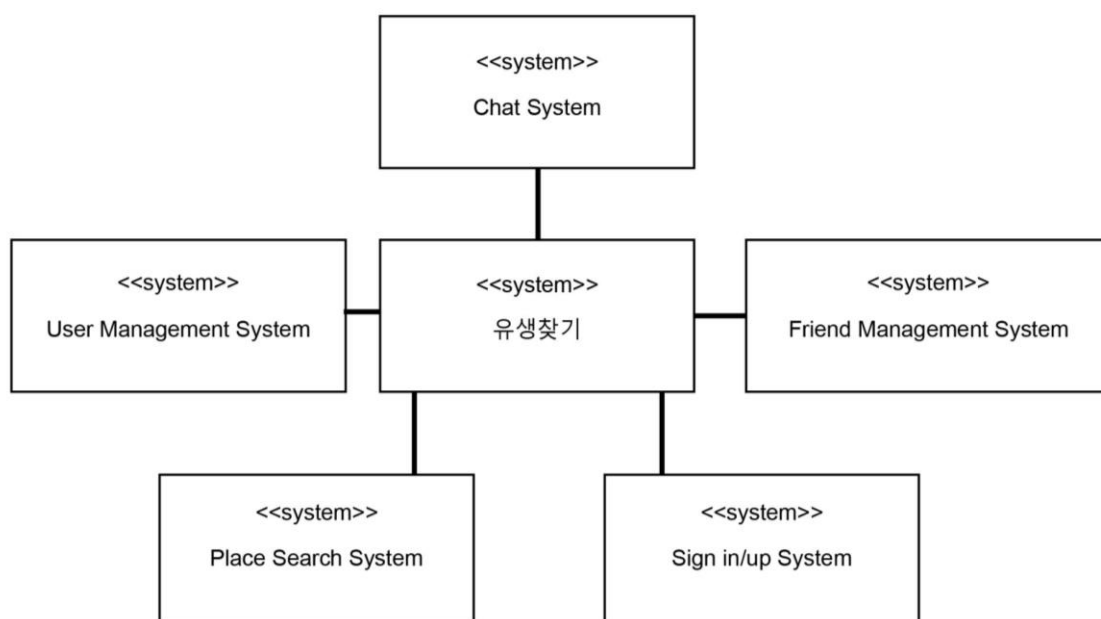 <<system>>
Chat System
<<system>>
User Management System
<<system>>
유생찾기
<<system>>
Friend Management System
<<system>>
Place Search System
<<system>>
Sign in/up System